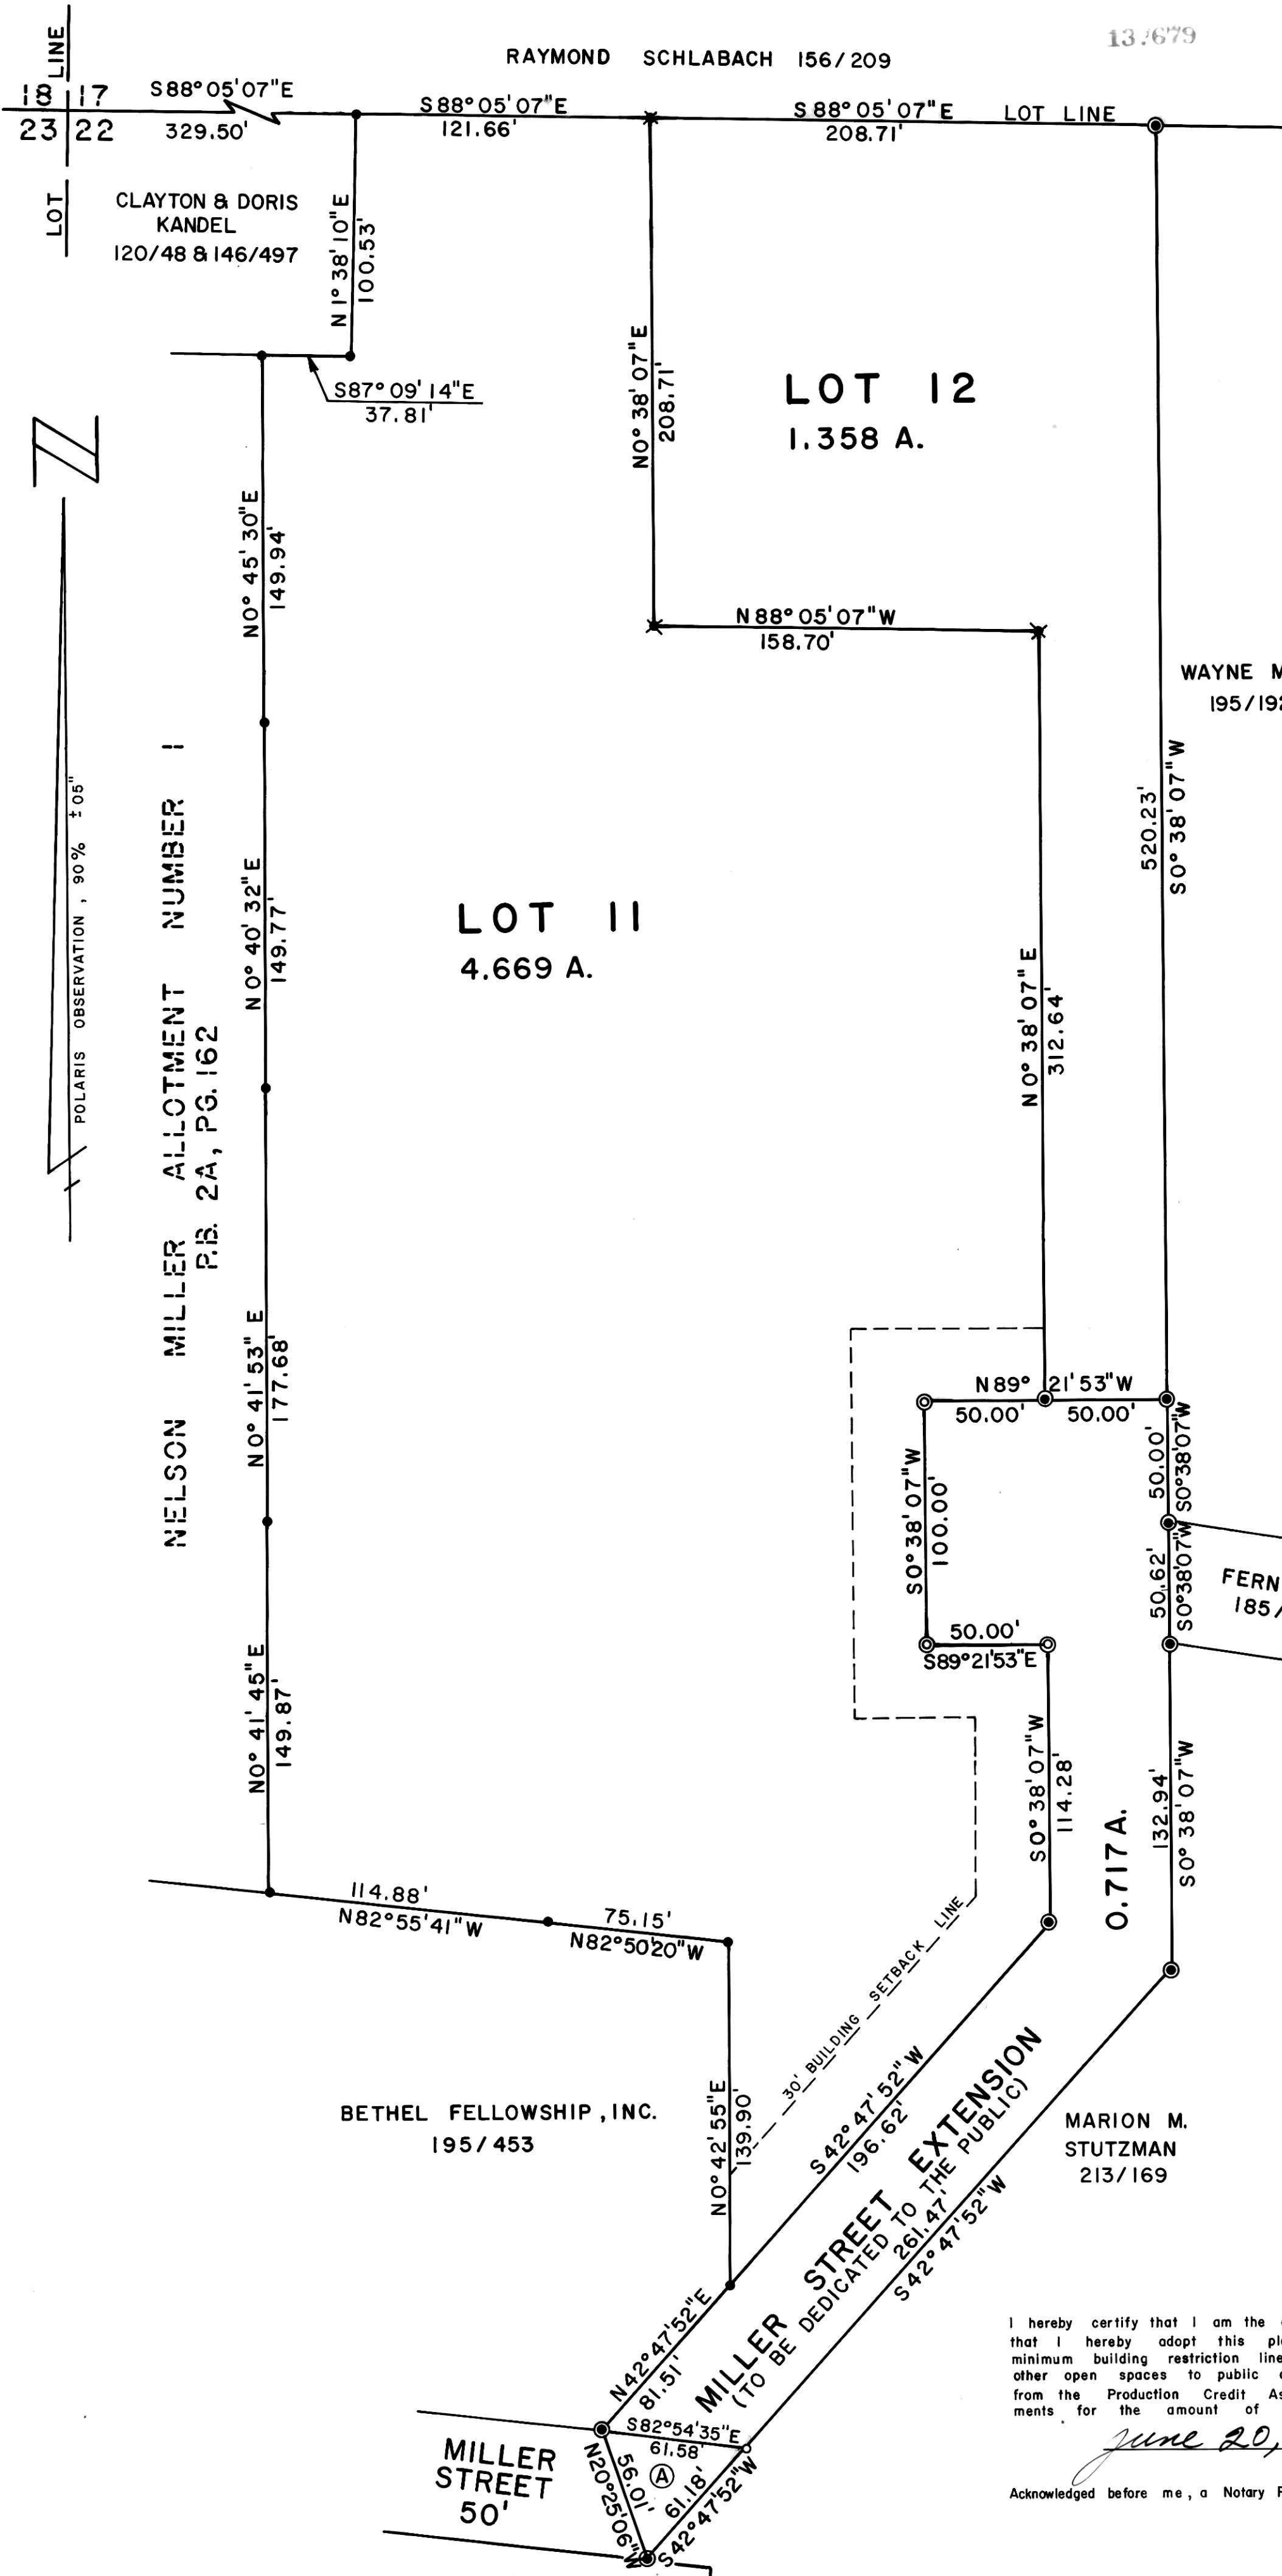 13.679
RAYMOND SCHLABACH 156/209
LOT LINE
18 17
23 22
S88°05'07"E
329.50'
S88°05'07"E
121.66'
S88°05'07"E LOT LINE
208.71'
CLAYTON & DORIS
KANDEL
120/48 & 146/497
N1°38'10"E
100.53'
S87°09'14"E
37.81'
N0°38'07"E
208.71'
LOT 12
1.358 A.
N
N0°45'30"E
149.94'
N88°05'07"W
158.70'
WAYNE M
195/192
520.23'
S0°38'07"W
POLARIS OBSERVATION, 90% ±05"
NELSON MILLER ALLOTMENT NUMBER 1
P.B. 2A, PG. 162
N0°40'32"E
149.77'
LOT 11
4.669 A.
N0°38'07"E
312.64'
N0°41'53"E
177.68'
N89°21'53"W
50.00' 50.00'
50.00'
S0°38'07"W
S0°38'07"W
100.00'
50.62'
S0°38'07"W
FERN
185/
50.00'
S89°21'53"E
N0°41'45"E
149.87'
S0°38'07"W
114.28'
0.717 A.
132.94'
S0°38'07"W
114.88'
N82°55'41"W
75.15'
N82°50'20"W
30' BUILDING SETBACK LINE
BETHEL FELLOWSHIP, INC.
195/453
N0°42'55"E
139.90'
S42°47'52"W
196.62'
MILLER STREET EXTENSION
(TO BE DEDICATED TO THE PUBLIC)
261.47'
S42°47'52"W
MARION M.
STUTZMAN
213/169
N42°47'52"E
81.51'
S82°54'35"E
61.58'
A
N20°25'06"W
56.01'
61.18'
S42°47'52"W
MILLER
STREET
50'
I hereby certify that I am the
that I hereby adopt this
minimum building restriction line
other open spaces to public
from the Production Credit
ments for the amount of
June 20,
Acknowledged before me, a Notary